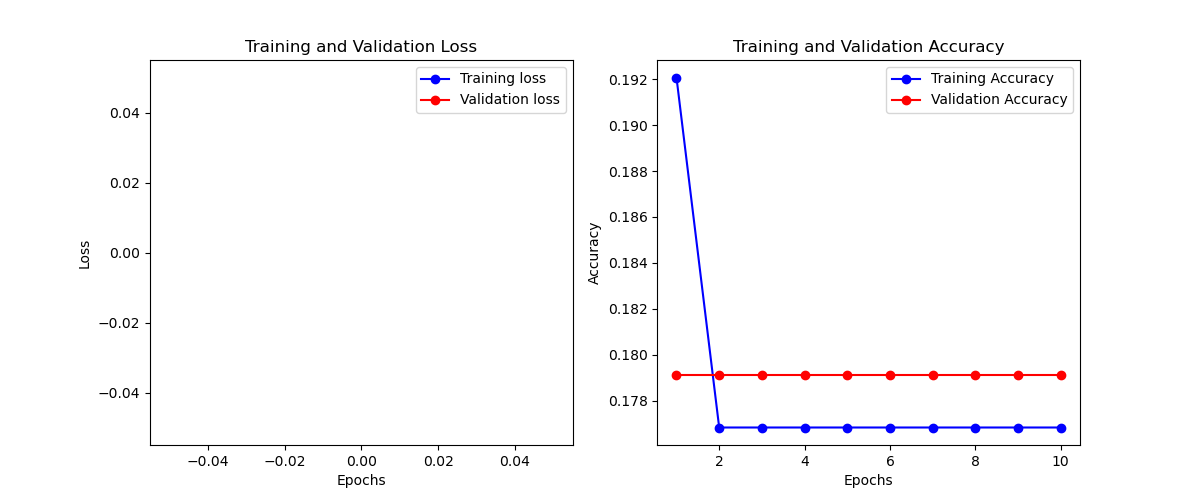 Training and Validation Loss
Training loss
Validation loss
0.04
0.02
0.00
−0.02
−0.04
Loss
−0.04
−0.02
0.00
0.02
0.04
Epochs
Training and Validation Accuracy
Training Accuracy
Validation Accuracy
0.192
0.190
0.188
0.186
0.184
0.182
0.180
0.178
Accuracy
2
4
6
8
10
Epochs